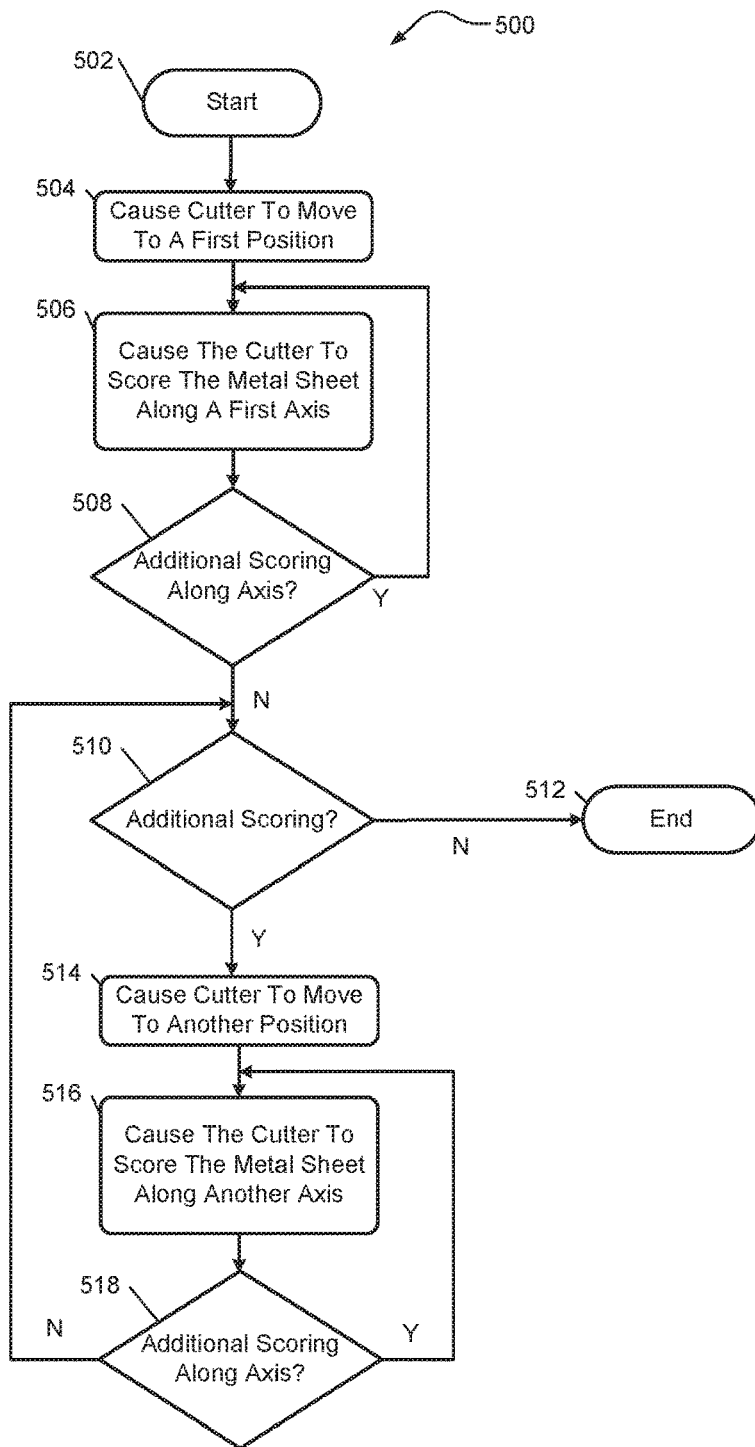 500
502
Start
504
Cause Cutter To Move
To A First Position
506
Cause The Cutter To
Score The Metal Sheet
Along A First Axis
508
Additional Scoring
Along Axis?
Y
N
510
Additional Scoring?
N
512
End
Y
514
Cause Cutter To Move
To Another Position
516
Cause The Cutter To
Score The Metal Sheet
Along Another Axis
518
N
Additional Scoring
Along Axis?
Y